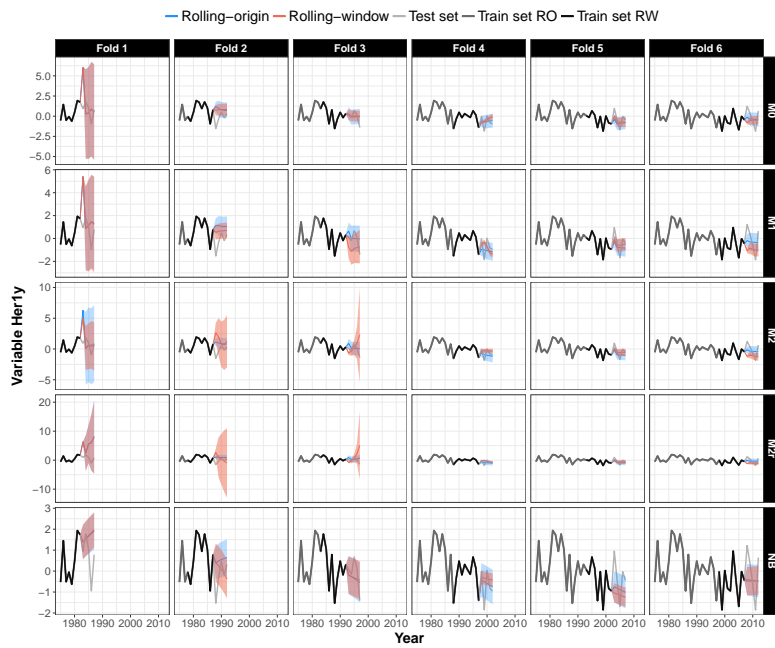 Rolling−origin Rolling−window Test set Train set RO Train set RW
Fold 1 Fold 2 Fold 3 Fold 4 Fold 5 Fold 6
5.0
2.5
0.0
−2.5
−5.0
M0
6
4
2
0
−2
M1
10
5
0
−5
M2
20
10
0
−10
M2r
3
2
1
0
−1
−2
NB
Variable Her1y
1980 1990 2000 2010 1980 1990 2000 2010 1980 1990 2000 2010 1980 1990 2000 2010 1980 1990 2000 2010 1980 1990 2000 2010
Year